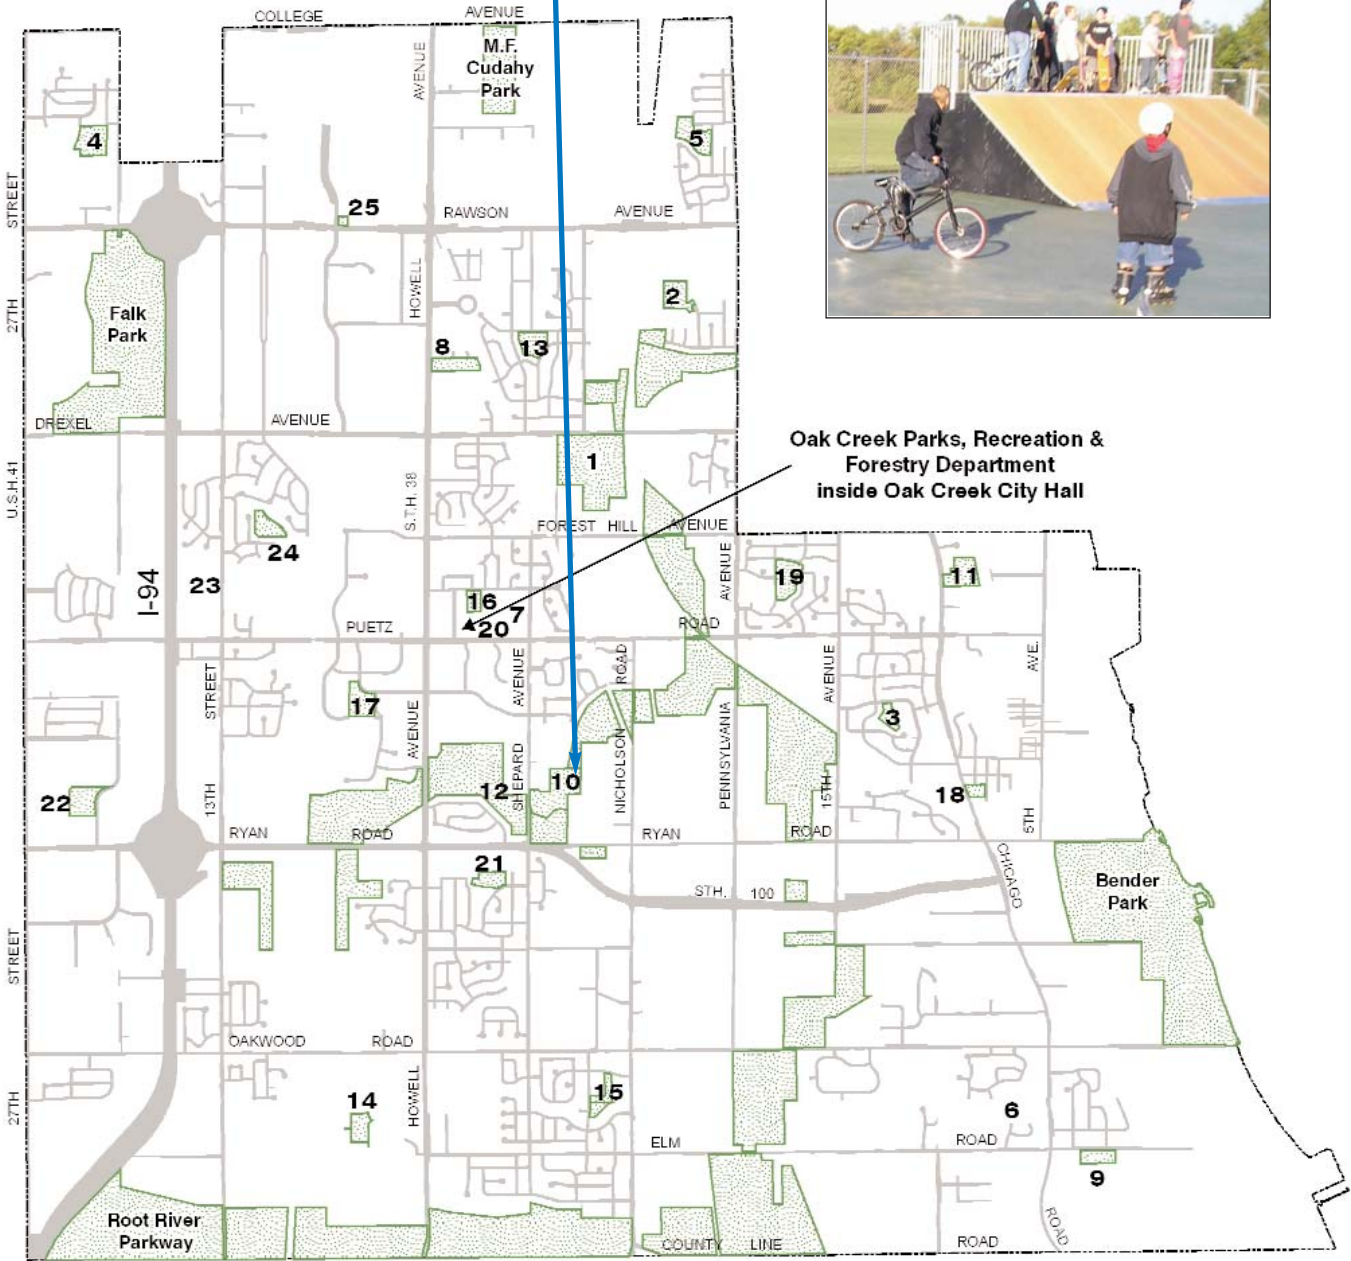 COLLEGE
AVENUE
M.F.
Cudahy
Park
AVENUE
4
5
STREET
25
RAWSON
AVENUE
27TH
Falk
Park
HOWELL
2
8
13
DREXEL
AVENUE
U.S.H.41
S.T.H. 38
1
Oak Creek Parks, Recreation &
Forestry Department
inside Oak Creek City Hall
FOREST HILL AVENUE
24
I-94
23
16
7
20
AVENUE
19
11
PUETZ
ROAD
STREET
AVENUE
ROAD
AVENUE
AVE.
17
AVENUE
3
13TH
12
SHEPARD
10
NICHOLSON
PENNSYLVANIA
15TH
18
5TH
22
RYAN
ROAD
RYAN
ROAD
21
STH. 100
CHICAGO
Bender
Park
STREET
OAKWOOD
ROAD
27TH
14
HOWELL
15
6
ELM
ROAD
9
Root River
Parkway
COUNTY
LINE
ROAD
ROAD